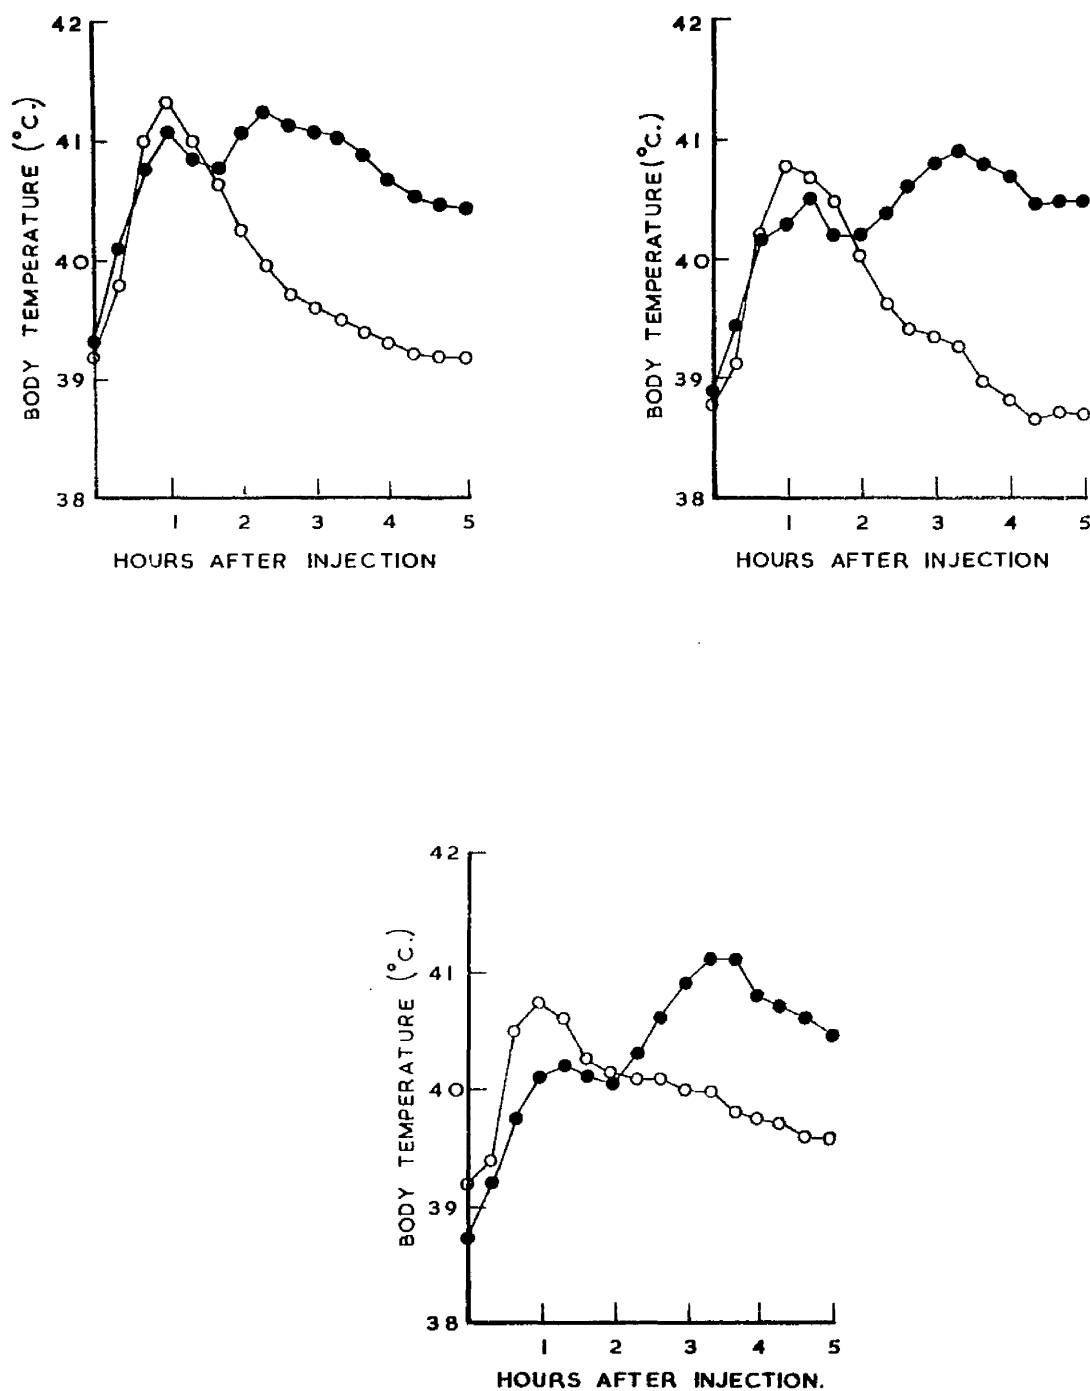 42
41
40
39
38
BODY TEMPERATURE (°C.)
1 2 3 4 5
HOURS AFTER INJECTION
42
41
40
39
38
BODY TEMPERATURE (°C.)
1 2 3 4 5
HOURS AFTER INJECTION
42
41
40
39
38
BODY TEMPERATURE (°C.)
1 2 3 4 5
HOURS AFTER INJECTION.